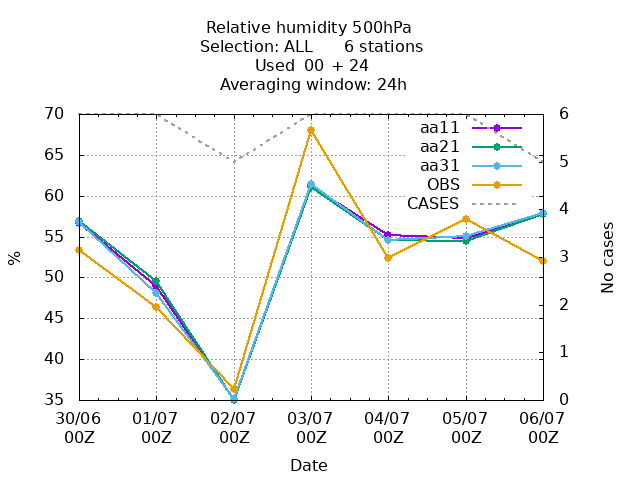 Relative humidity 500hPa
Selection: ALL 6 stations
Used 00 + 24
Averaging window: 24h
70 6
aa11
aa21
65 5
aa31
OBS
60
CASES
4
55
%
No cases
50 3
45 2
40 1
35 0
30/06 01/07 02/07 03/07 04/07 05/07 06/07
00Z 00Z 00Z 00Z 00Z 00Z 00Z
Date